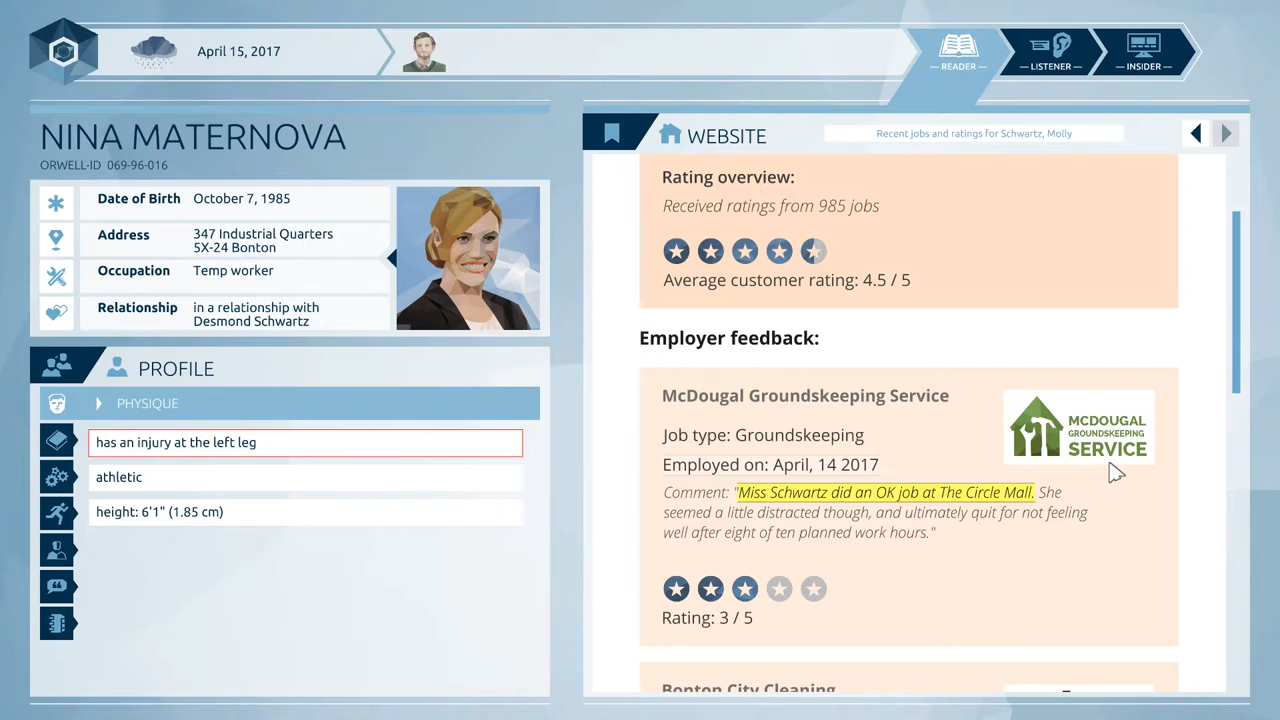 April 15, 2017
— READER —
— LISTENER —
— INSIDER —
NINA MATERNOVA
ORWELL-ID 069-96-016
Date of Birth October 7, 1985
Address 347 Industrial Quarters
5X-24 Bonton
Occupation Temp worker
Relationship in a relationship with
Desmond Schwartz
PROFILE
PHYSIQUE
has an injury at the left leg
athletic
height: 6'1" (1.85 cm)
WEBSITE
Recent jobs and ratings for Schwartz, Molly
Rating overview:
Received ratings from 985 jobs
Average customer rating: 4.5 / 5
Employer feedback:
McDougal Groundskeeping Service
Job type: Groundskeeping
Employed on: April, 14 2017
Comment: "Miss Schwartz did an OK job at The Circle Mall. She
seemed a little distracted though, and ultimately quit for not feeling
well after eight of ten planned work hours."
Rating: 3 / 5
MCDOUGAL
GROUNDSKEEPING
SERVICE
Bonton City Cleaning